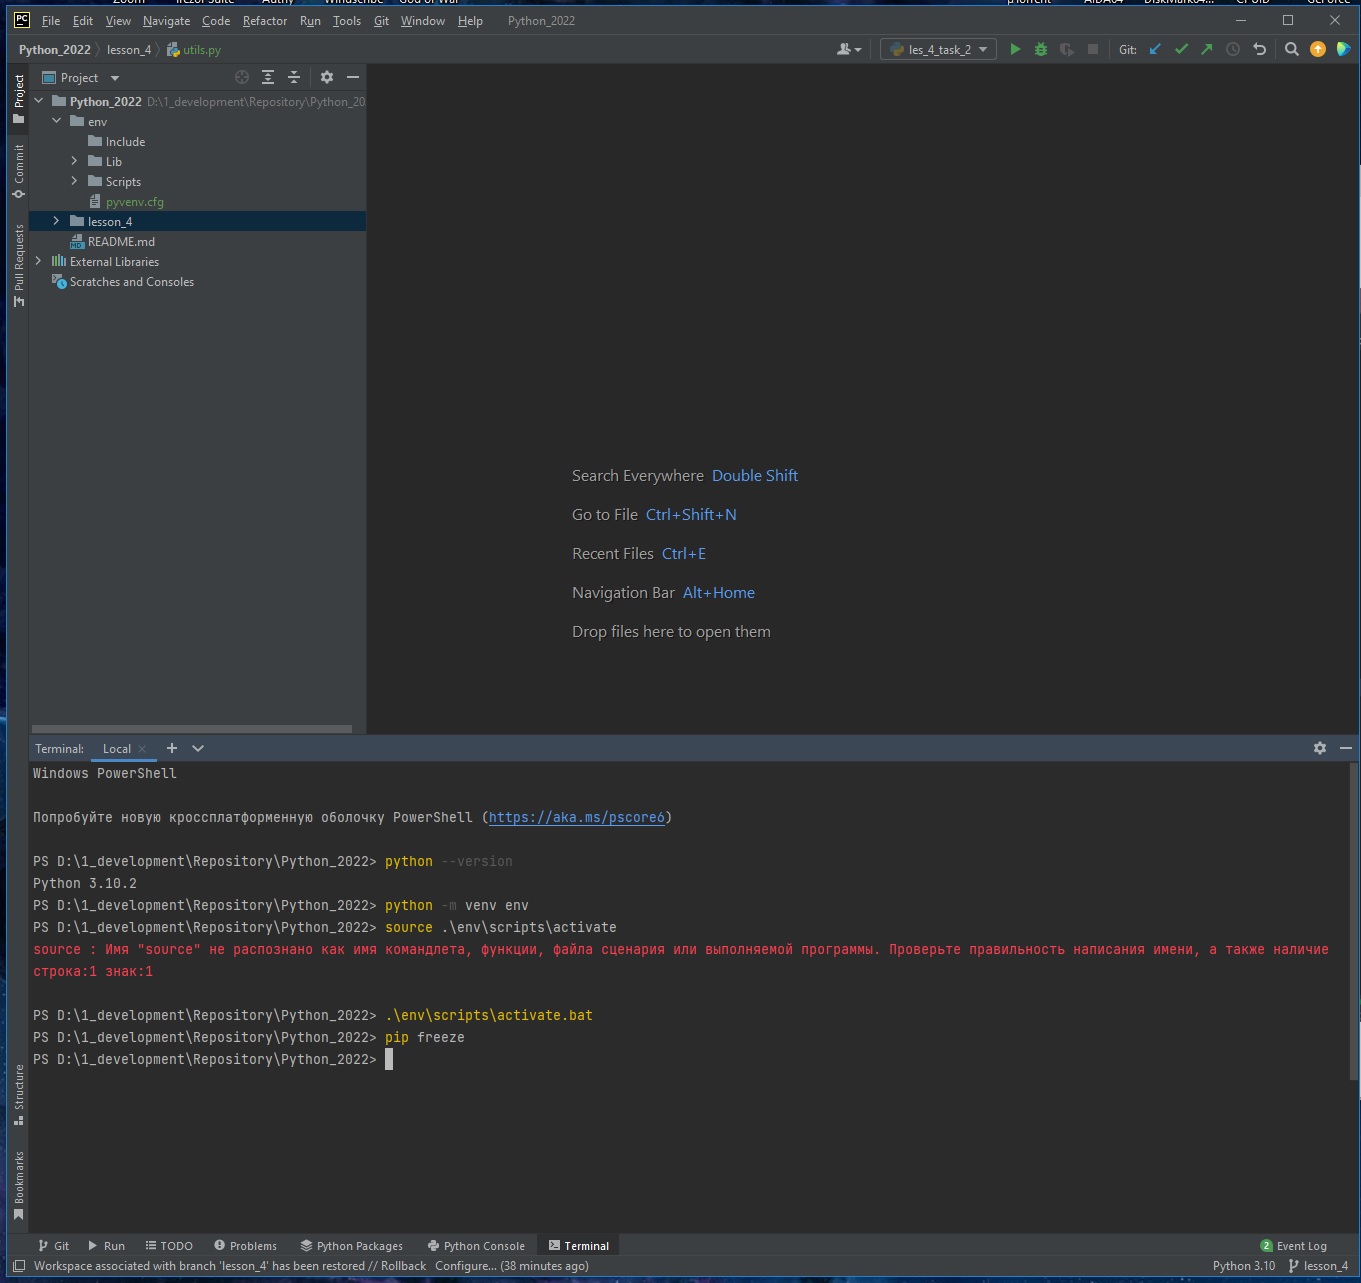 PC File Edit View Navigate Code Refactor Run Tools Git Window Help Python_2022
Python_2022 lesson_4 utils.py les_4_task_2 Git:
Project
Project
Python_2022 D:\1_development\Repository\Python_20
env
Include
Lib
Scripts
pyvenv.cfg
lesson_4
README.md
External Libraries
Scratches and Consoles
Commit
Pull Requests
Search Everywhere Double Shift
Go to File Ctrl+Shift+N
Recent Files Ctrl+E
Navigation Bar Alt+Home
Drop files here to open them
Terminal: Local
Windows PowerShell
Попробуйте новую кроссплатформенную оболочку PowerShell (https://aka.ms/pscore6)
PS D:\1_development\Repository\Python_2022> python --version
Python 3.10.2
PS D:\1_development\Repository\Python_2022> python -m venv env
PS D:\1_development\Repository\Python_2022> source .\env\scripts\activate
source : Имя "source" не распознано как имя командлета, функции, файла сценария или выполняемой программы. Проверьте правильность написания имени, а также наличие
строка:1 знак:1
PS D:\1_development\Repository\Python_2022> .\env\scripts\activate.bat
PS D:\1_development\Repository\Python_2022> pip freeze
PS D:\1_development\Repository\Python_2022>
Structure
Bookmarks
Git Run TODO Problems Python Packages Python Console Terminal 2 Event Log
Workspace associated with branch 'lesson_4' has been restored // Rollback Configure... (38 minutes ago) Python 3.10 lesson_4